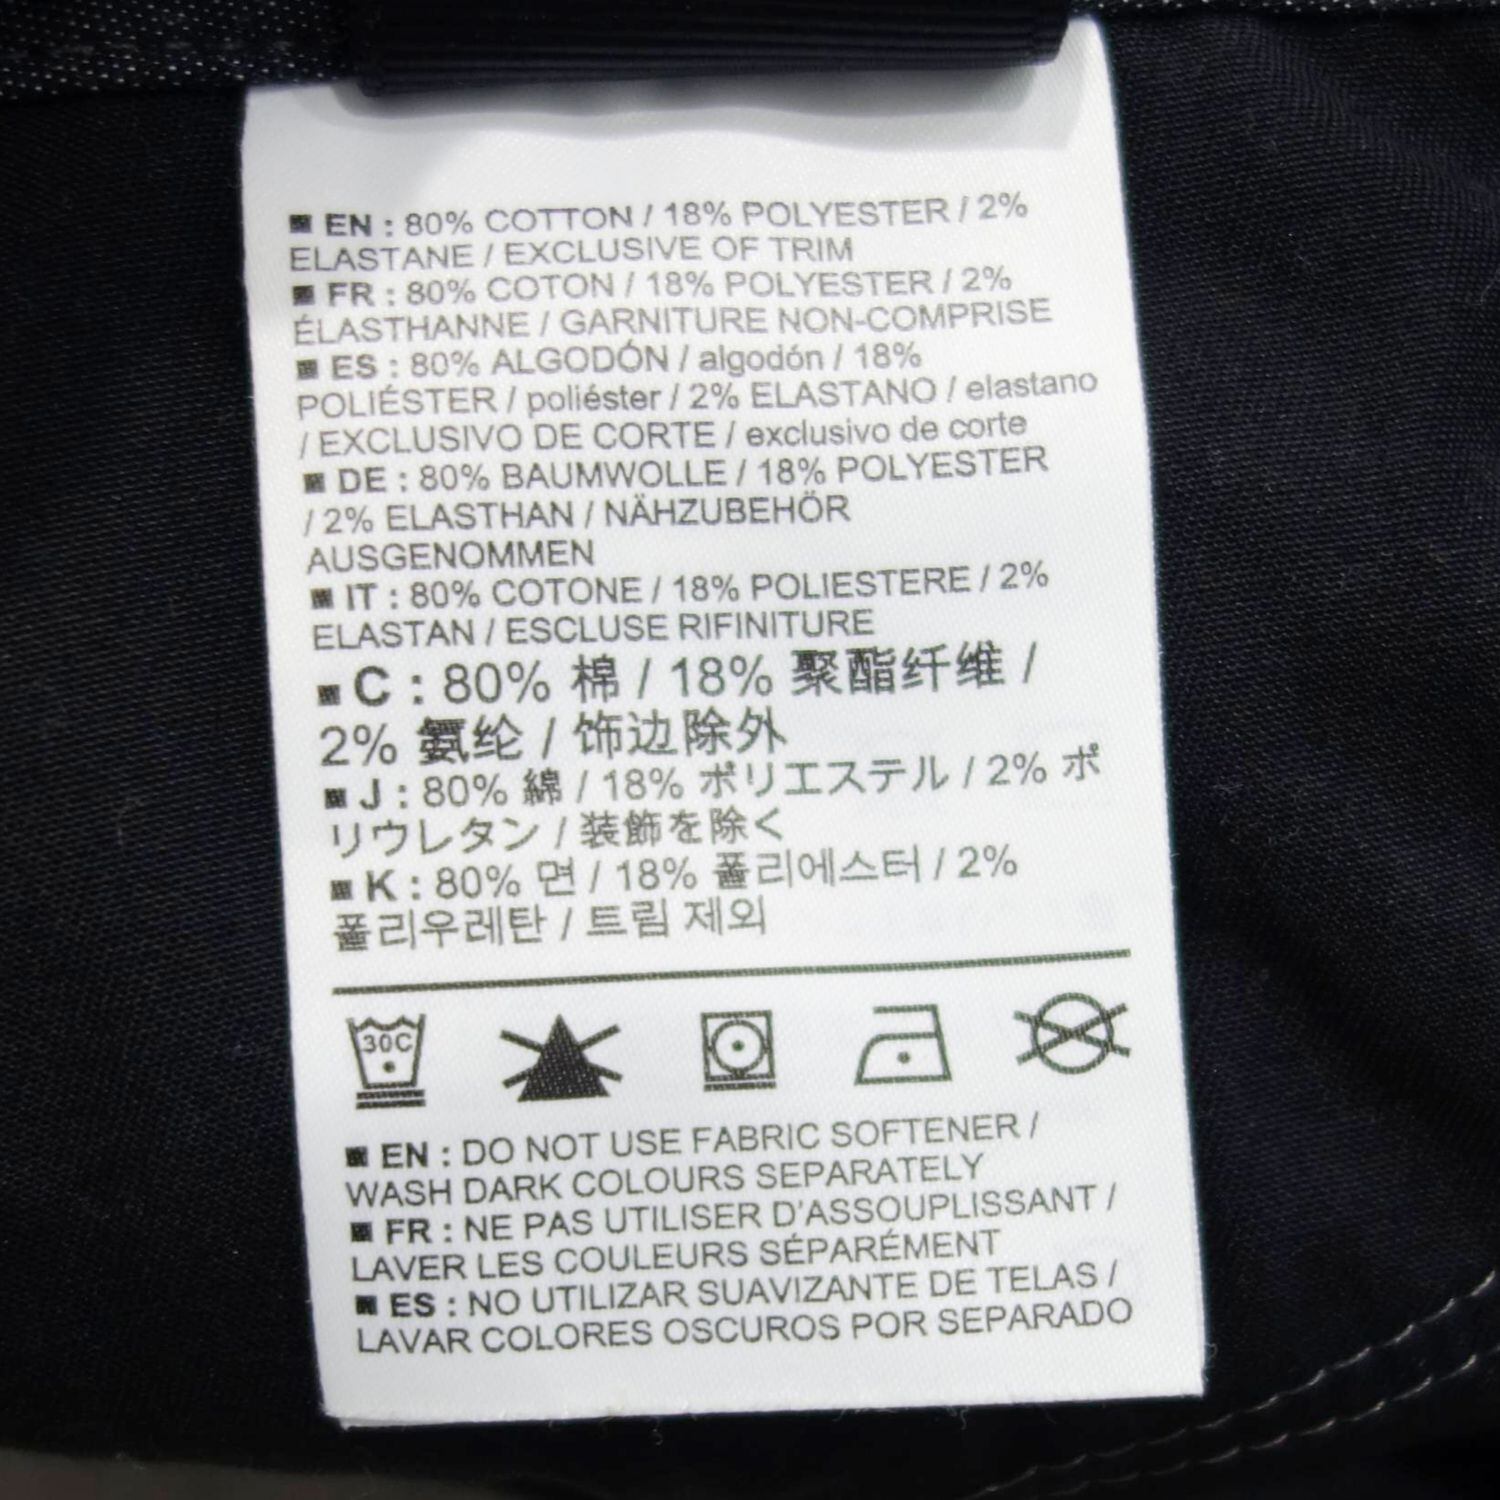 ■ EN : 80% COTTON / 18% POLYESTER / 2%
ELASTANE / EXCLUSIVE OF TRIM
■ FR : 80% COTON / 18% POLYESTER / 2%
ÉLASTHANNE / GARNITURE NON-COMPRISE
■ ES : 80% ALGODÓN / algodón / 18%
POLIÉSTER / poliéster / 2% ELASTANO / elastano
/ EXCLUSIVO DE CORTE / exclusivo de corte
■ DE : 80% BAUMWOLLE / 18% POLYESTER
/ 2% ELASTHAN / NÄHZUBEHÖR
AUSGENOMMEN
■ IT : 80% COTONE / 18% POLIESTERE / 2%
ELASTAN / ESCLUSE RIFINITURE
■ C : 80% 棉 / 18% 聚酯纤维 /
2% 氨纶 / 饰边除外
■ J : 80% 綿 / 18% ポリエステル / 2% ポ
リウレタン / 装飾を除く
■ K : 80% 면 / 18% 폴리에스터 / 2%
폴리우레탄 / 트림 제외
30C
■ EN : DO NOT USE FABRIC SOFTENER /
WASH DARK COLOURS SEPARATELY
■ FR : NE PAS UTILISER D'ASSOUPLISSANT /
LAVER LES COULEURS SÉPARÉMENT
■ ES : NO UTILIZAR SUAVIZANTE DE TELAS /
LAVAR COLORES OSCUROS POR SEPARADO